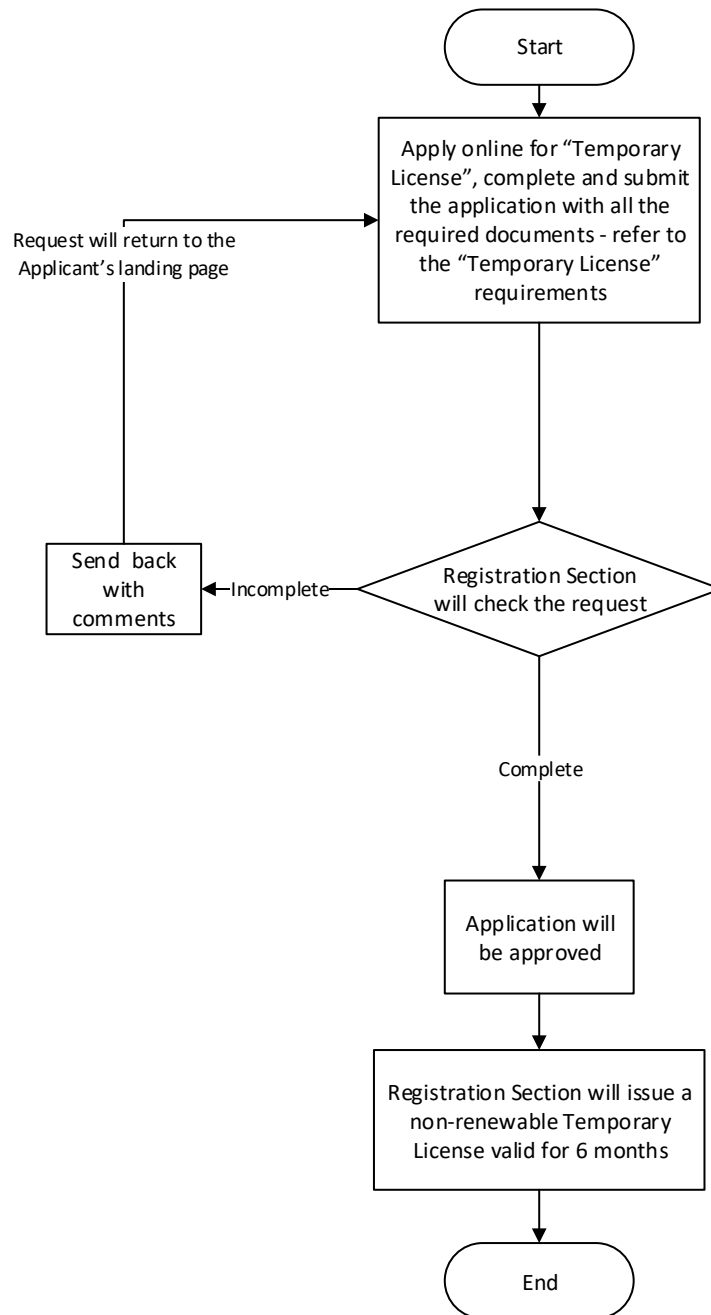 Start
Apply online for “Temporary
License”, complete and submit
the application with all the
required documents - refer to
the “Temporary License”
requirements
Request will return to the
Applicant’s landing page
Send back
with
comments
Incomplete
Registration Section
will check the request
Complete
Application will
be approved
Registration Section will issue a
non-renewable Temporary
License valid for 6 months
End